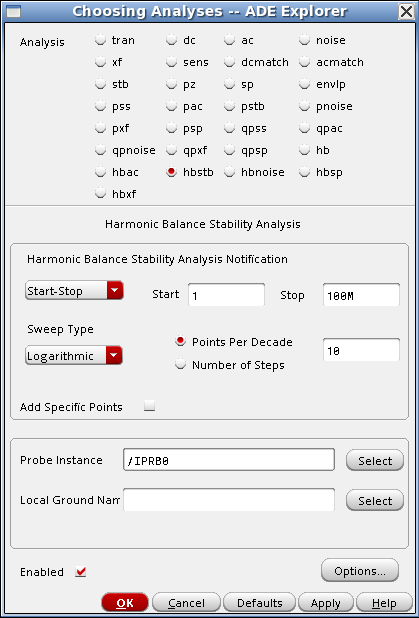 Choosing Analyses -- ADE Explorer
Analysis tran dc ac noise
xf sens dcmatch acmatch
stb pz sp envlp
pss pac pstb pnoise
pxf psp qpss qpac
qpnoise qpxf qpsp hb
hbac hbstb hbnoise hbsp
hbxf
Harmonic Balance Stability Analysis
Harmonic Balance Stability Analysis Notification
Start-Stop Start 1 Stop 100M
Sweep Type
Logarithmic Points Per Decade 10
Number of Steps
Add Specific Points
Probe Instance /IPRB0 Select
Local Ground Nam Select
Enabled Options...
OK Cancel Defaults Apply Help